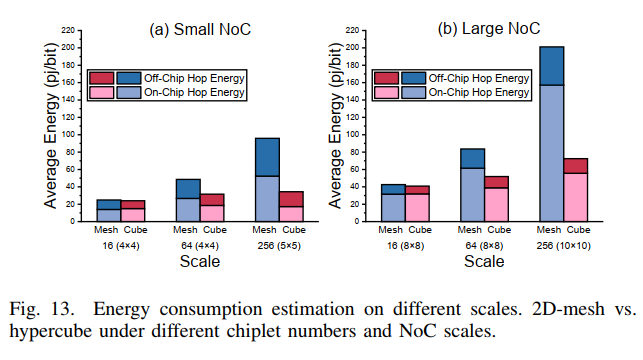 (a) Small NoC
Average Energy (pj/bit)
220
200
180
160
140
120
100
80
60
40
20
0
Off-Chip Hop Energy
On-Chip Hop Energy
Mesh Cube Mesh Cube Mesh Cube
16 (4×4) 64 (4×4) 256 (5×5)
Scale
(b) Large NoC
Average Energy (pj/bit)
220
200
180
160
140
120
100
80
60
40
20
0
Off-Chip Hop Energy
On-Chip Hop Energy
Mesh Cube Mesh Cube Mesh Cube
16 (8×8) 64 (8×8) 256 (10×10)
Scale
Fig. 13. Energy consumption estimation on different scales. 2D-mesh vs.
hypercube under different chiplet numbers and NoC scales.